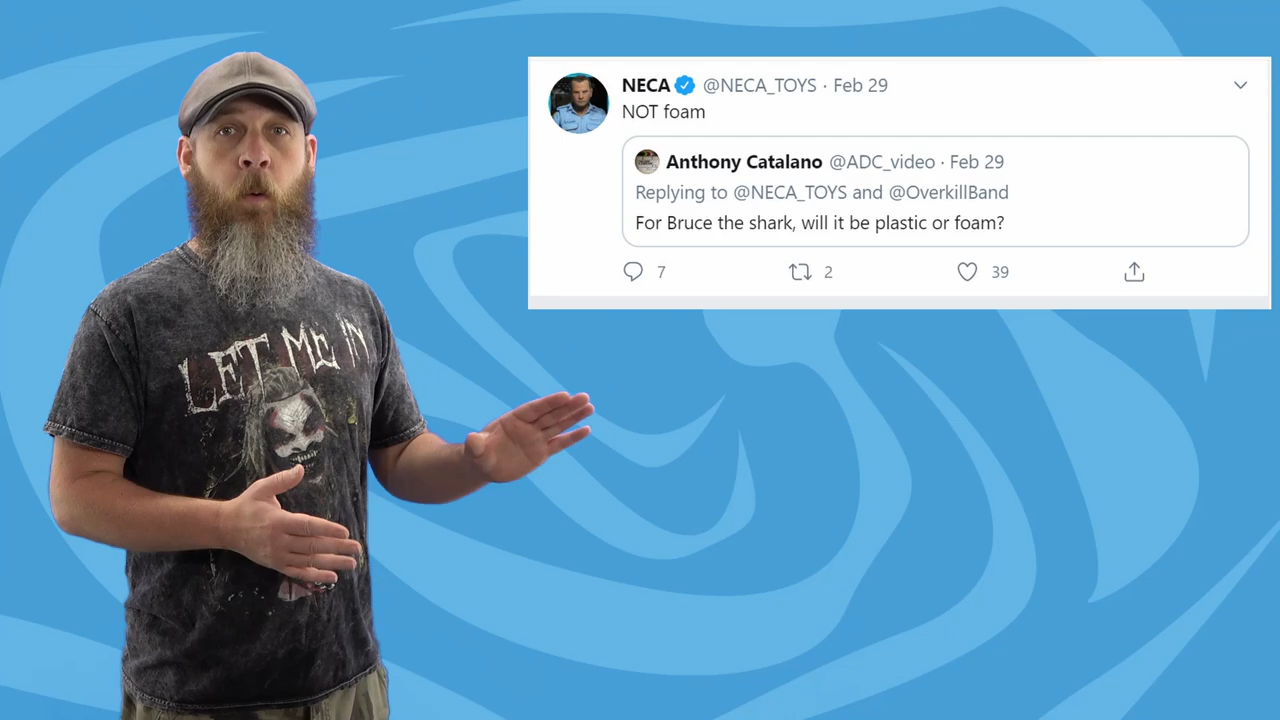 LET ME IN
NECA @NECA_TOYS · Feb 29
NOT foam
Anthony Catalano @ADC_video · Feb 29
Replying to @NECA_TOYS and @OverkillBand
For Bruce the shark, will it be plastic or foam?
7 2 39